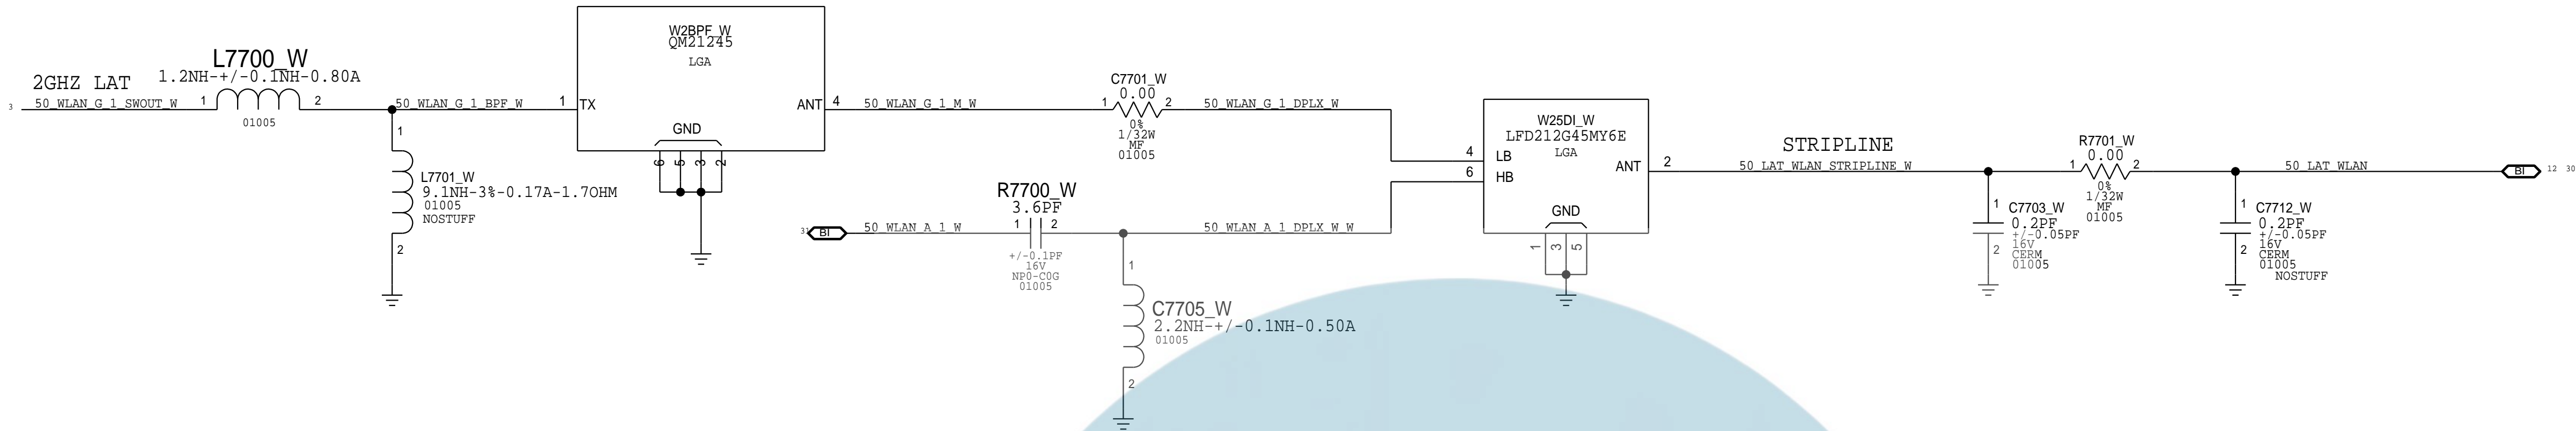 2GHZ LAT
3
50_WLAN_G_1_SWOUT_W
L7700_W
1.2NH-+/-0.1NH-0.80A
1
2
01005
50_WLAN_G_1_BPF_W
1
L7701_W
9.1NH-3%-0.17A-1.7OHM
01005
NOSTUFF
2
W2BPF_W
QM21245
LGA
1
TX
ANT
4
GND
6
5
3
2
50_WLAN_G_1_M_W
C7701_W
0.00
1
2
0%
1/32W
MF
01005
50_WLAN_G_1_DPLX_W
31
BI
50_WLAN_A_1_W
R7700_W
3.6PF
1
2
+/-0.1PF
16V
NP0-C0G
01005
50_WLAN_A_1_DPLX_W_W
1
C7705_W
2.2NH-+/-0.1NH-0.50A
01005
2
W25DI_W
LFD212G45MY6E
LGA
4
LB
6
HB
ANT
2
GND
1
3
5
STRIPLINE
50_LAT_WLAN_STRIPLINE_W
1
C7703_W
0.2PF
+/-0.05PF
16V
CERM
01005
2
R7701_W
0.00
1
2
0%
1/32W
MF
01005
50_LAT_WLAN
1
C7712_W
0.2PF
+/-0.05PF
16V
CERM
01005
NOSTUFF
2
BI
12 30